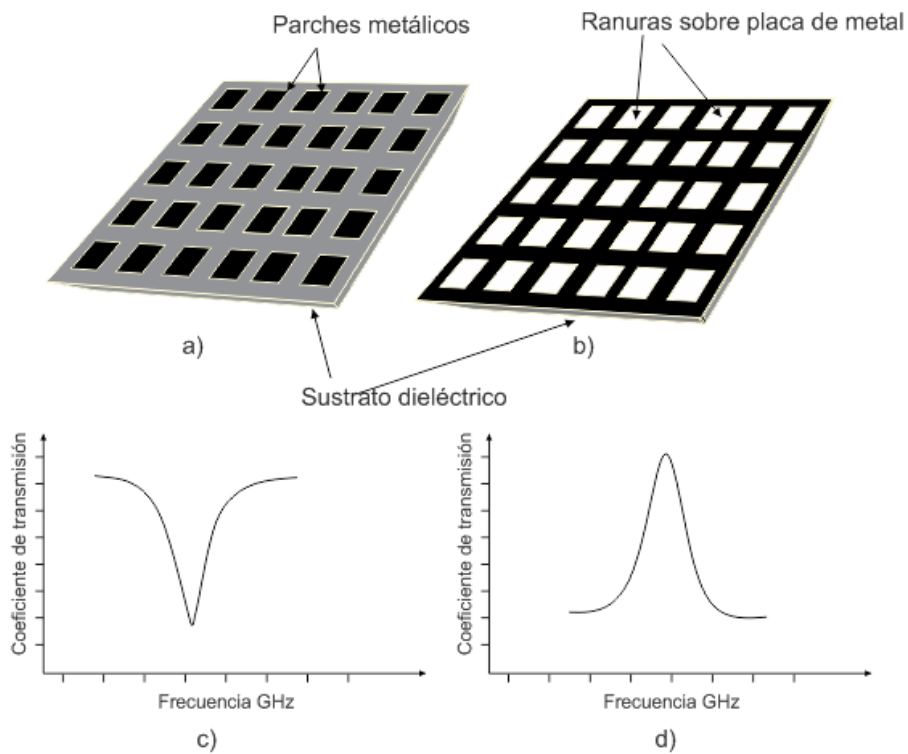 Parches metálicos
Ranuras sobre placa de metal
a)
b)
Sustrato dieléctrico
Coeficiente de transmisión
Frecuencia GHz
c)
Coeficiente de transmisión
Frecuencia GHz
d)